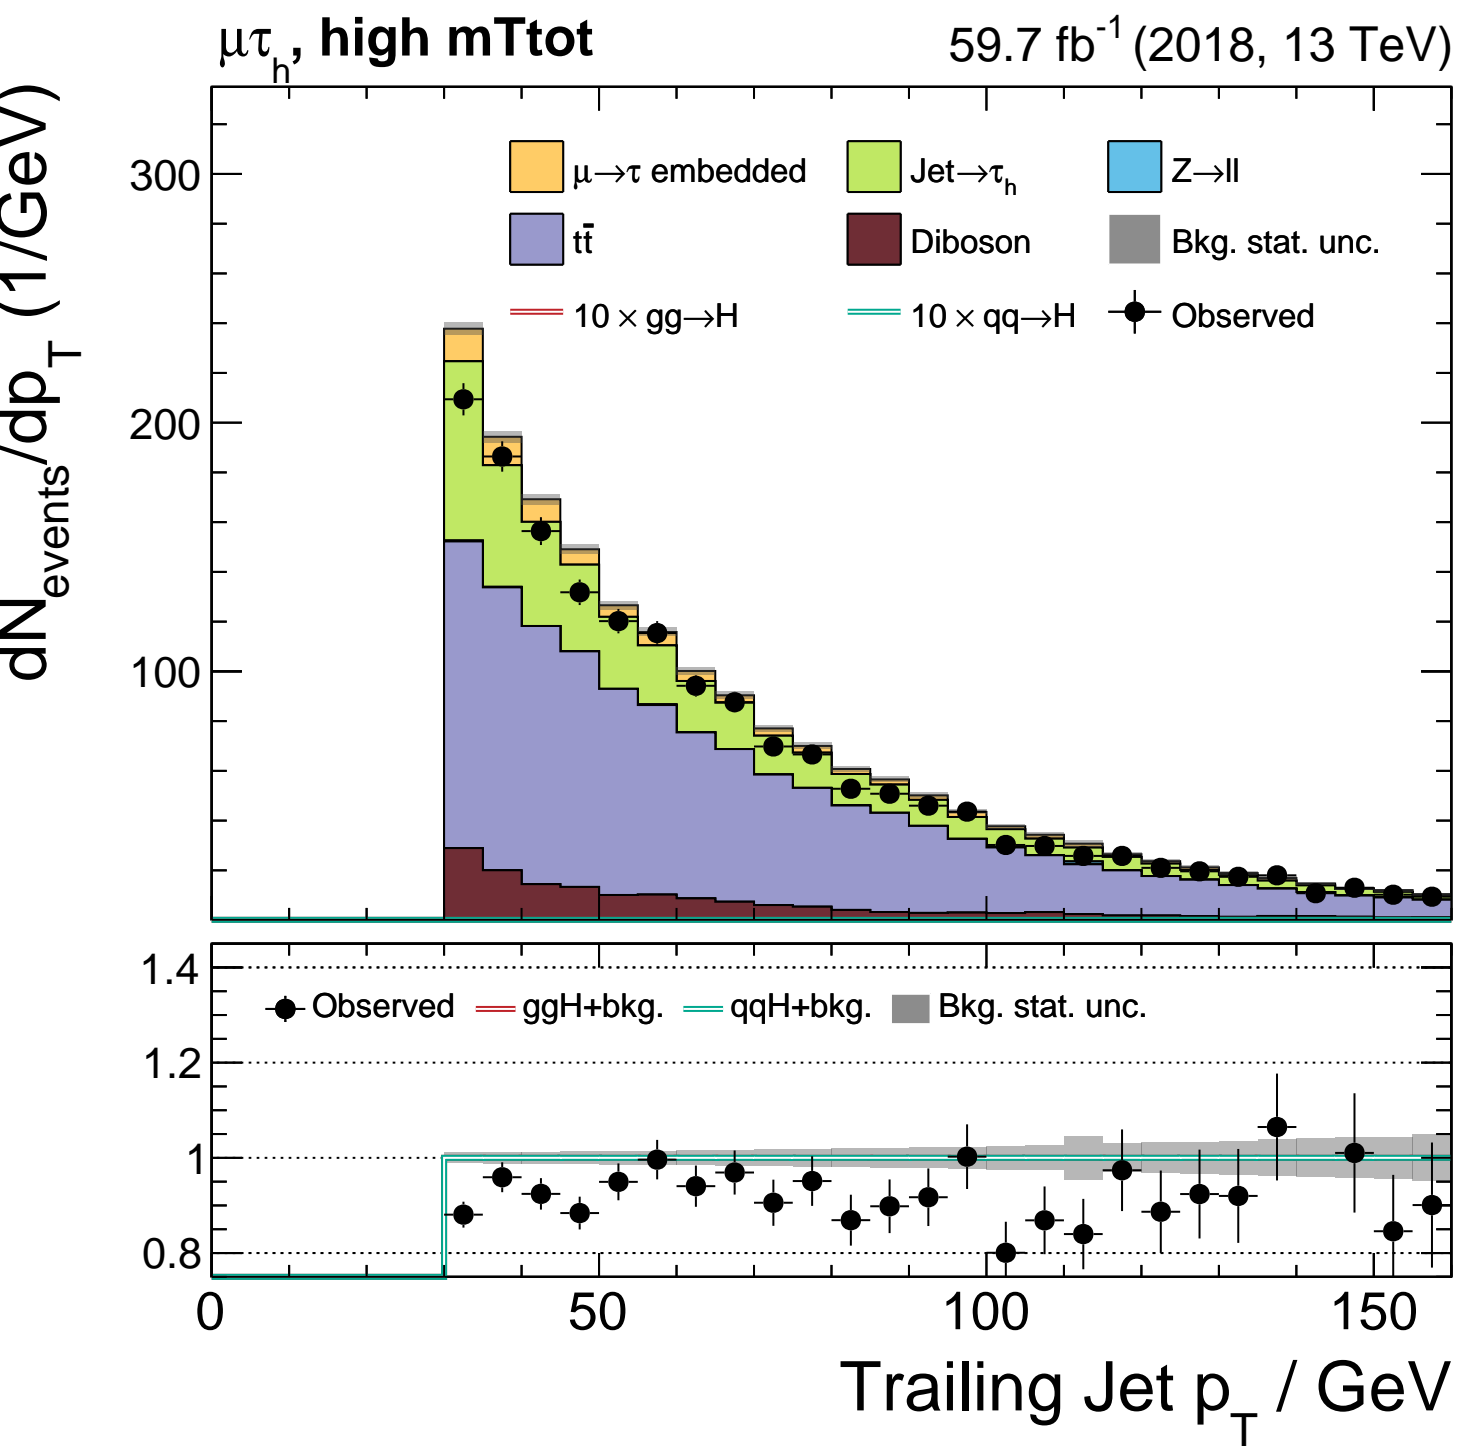 μτh, high mTtot 59.7 fb-1 (2018, 13 TeV)
dNevents/dpT (1/GeV)
300
200
100
μ→τ embedded Jet→τh Z→ll
tt̄ Diboson Bkg. stat. unc.
10 × gg→H 10 × qq→H Observed
1.4
1.2
1
0.8
Observed ggH+bkg. qqH+bkg. Bkg. stat. unc.
0 50 100 150
Trailing Jet pT / GeV